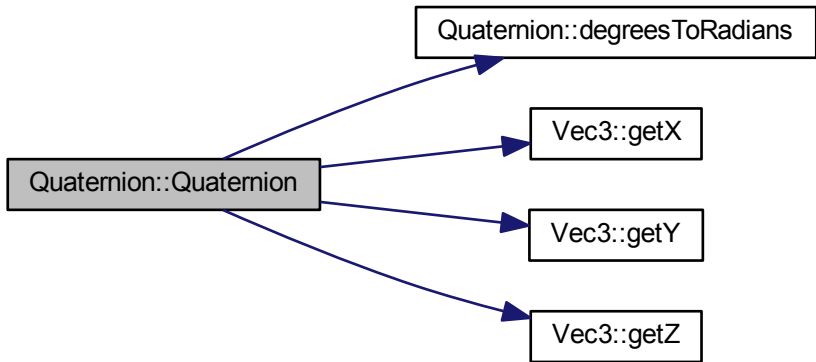 Quaternion::degreesToRadians
Vec3::getX
Quaternion::Quaternion
Vec3::getY
Vec3::getZ